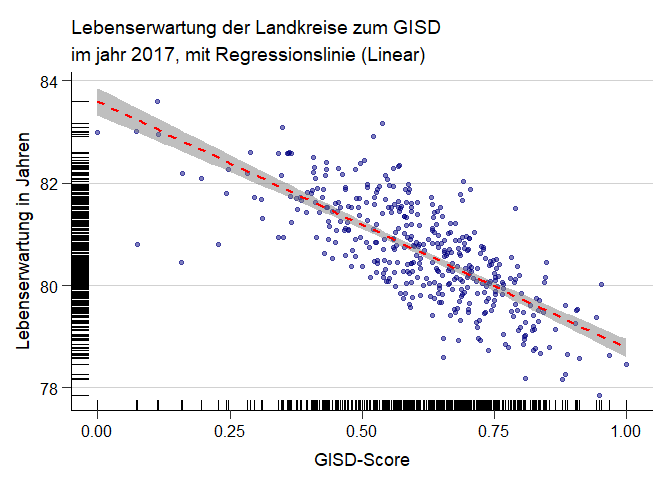 Lebenserwartung der Landkreise zum GISD
im jahr 2017, mit Regressionslinie (Linear)
Lebenserwartung in Jahren
84
82
80
78
0.00 0.25 0.50 0.75 1.00
GISD-Score